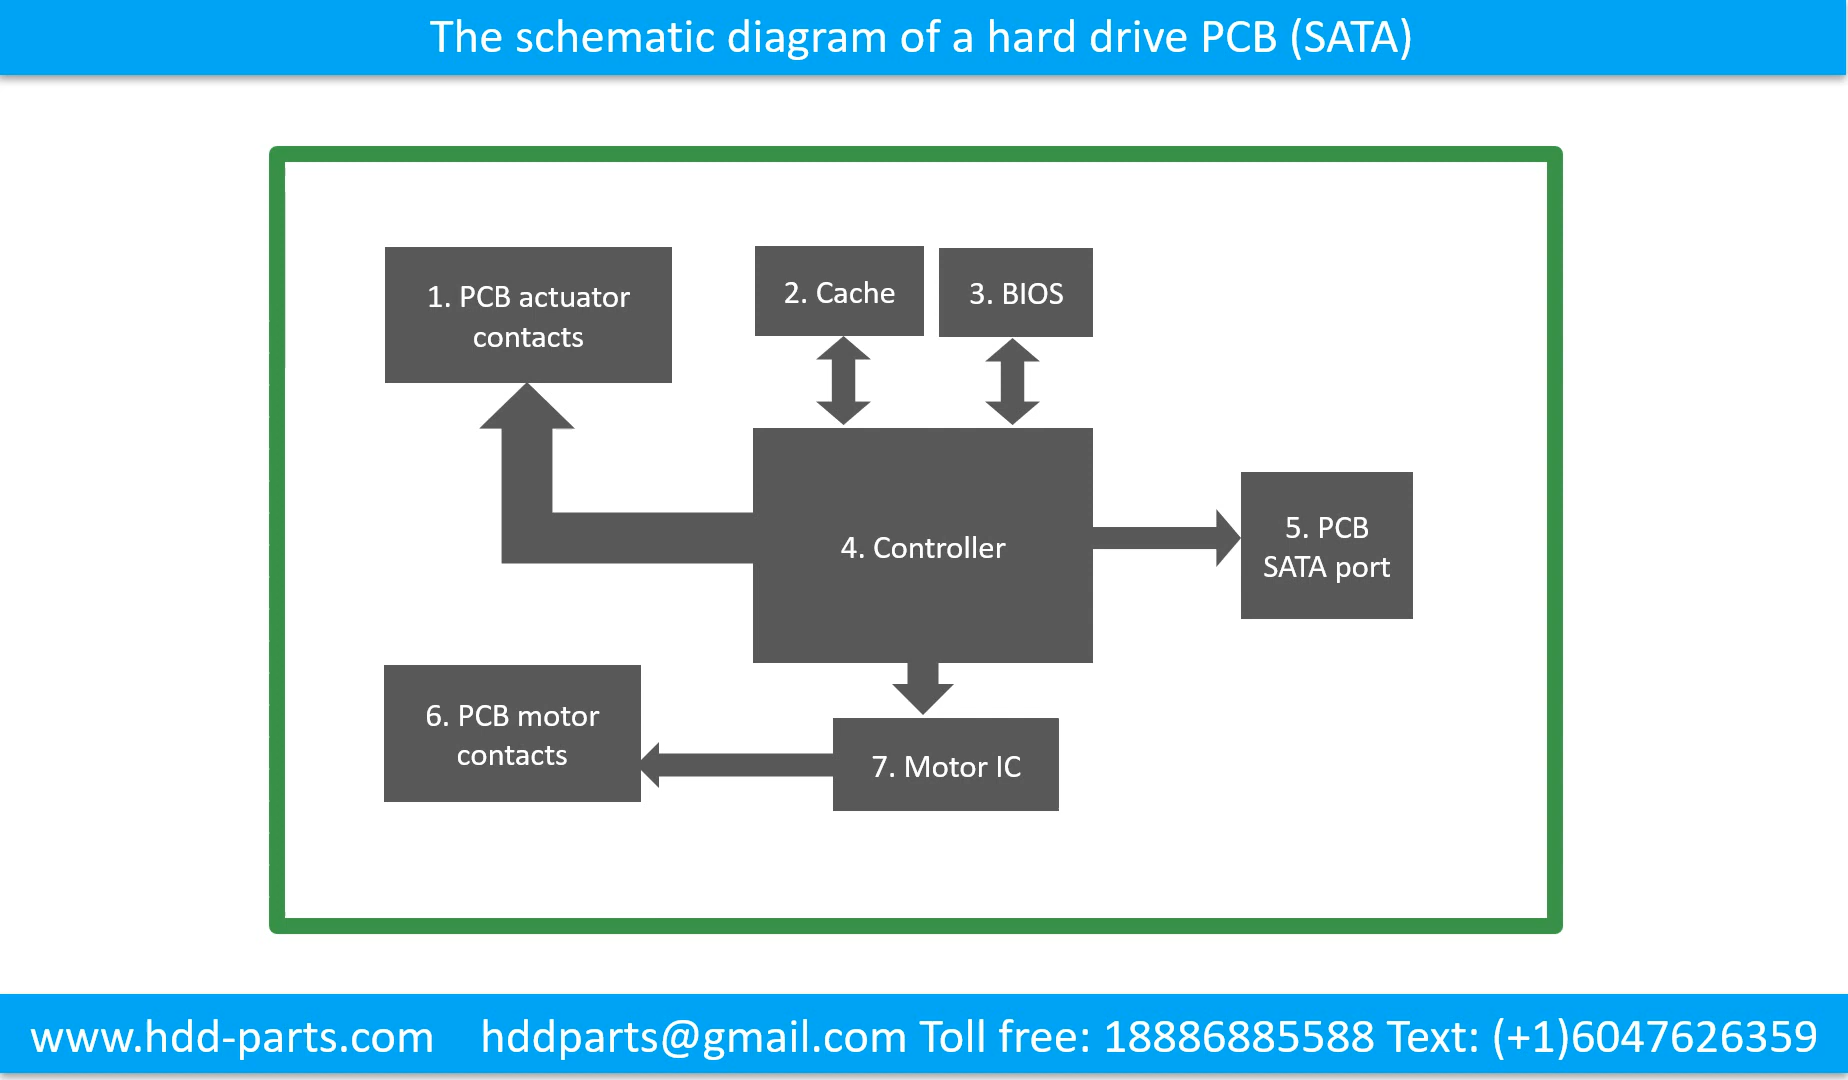 The schematic diagram of a hard drive PCB (SATA)
1. PCB actuator
contacts
2. Cache
3. BIOS
4. Controller
5. PCB
SATA port
6. PCB motor
contacts
7. Motor IC
www.hdd-parts.com hddparts@gmail.com Toll free: 18886885588 Text: (+1)6047626359